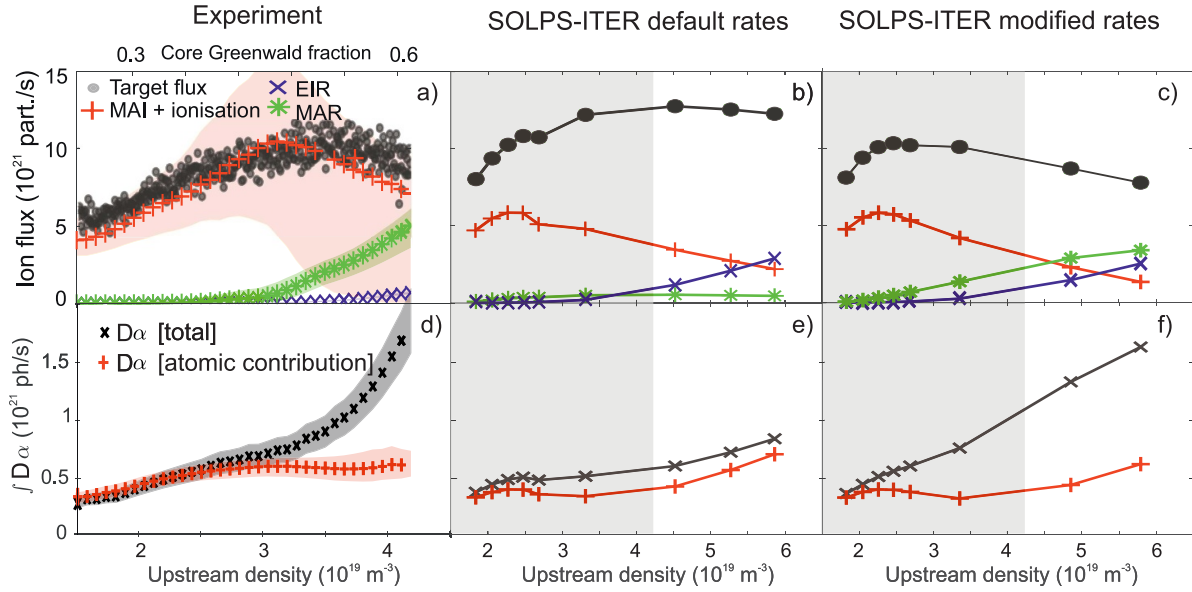 Experiment
SOLPS-ITER default rates
SOLPS-ITER modified rates
0.3 Core Greenwald fraction 0.6
15
10
5
0
Ion flux (10²¹ part./s)
Target flux
MAI + ionisation
EIR
MAR
a)
b)
c)
1.5
1
0.5
0
∫ Dα (10²¹ ph/s)
Dα [total]
Dα [atomic contribution]
d)
e)
f)
2 3 4
2 3 4 5 6
2 3 4 5 6
Upstream density (10¹⁹ m⁻³)
Upstream density (10¹⁹ m⁻³)
Upstream density (10¹⁹ m⁻³)